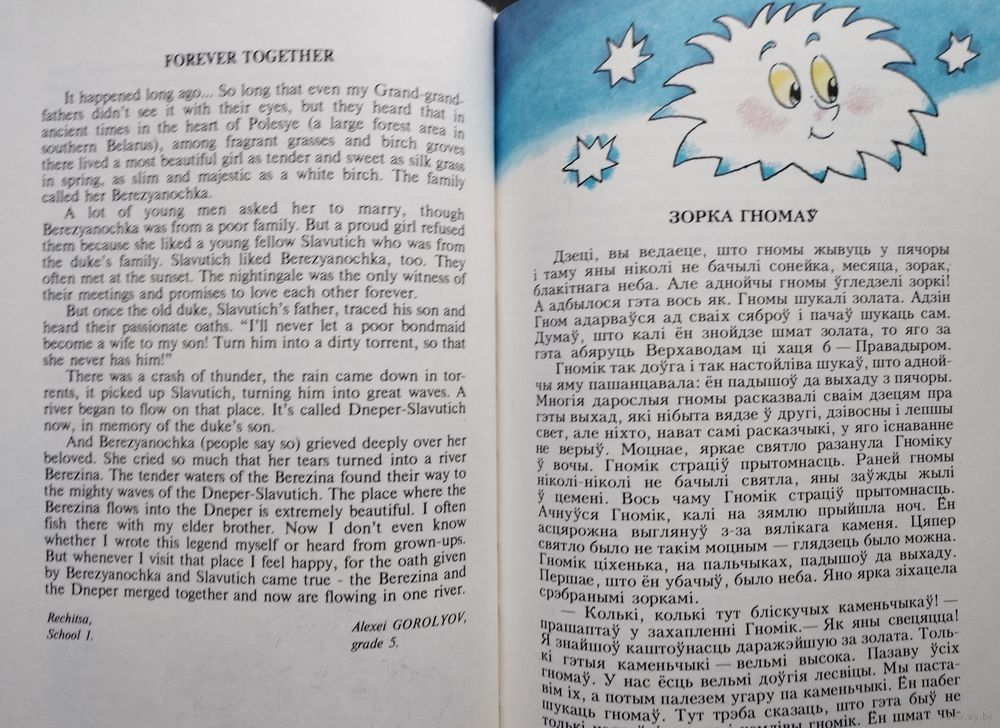 FOREVER TOGETHER
It happened long ago... So long that even my Grand-grand-
fathers didn't see it with their eyes, but they heard that in
ancient times in the heart of Polesye (a large forest area in
southern Belarus), among fragrant grasses and birch groves
there lived a most beautiful girl as tender and sweet as silk grass
in spring, as slim and majestic as a white birch. The family
called her Berezyanochka.
A lot of young men asked her to marry, though
Berezyanochka was from a poor family. But a proud girl refused
them because she liked a young fellow Slavutich who was from
the duke's family. Slavutich liked Berezyanochka, too. They
often met at the sunset. The nightingale was the only witness of
their meetings and promises to love each other forever.
But once the old duke, Slavutich's father, traced his son and
heard their passionate oaths. "I'll never let a poor bondmaid
become a wife to my son! Turn him into a dirty torrent, so that
she never has him!"
There was a crash of thunder, the rain came down in tor-
rents, it picked up Slavutich, turning him into great waves. A
river began to flow on that place. It's called Dneper-Slavutich
now, in memory of the duke's son.
And Berezyanochka (people say so) grieved deeply over her
beloved. She cried so much that her tears turned into a river
Berezina. The tender waters of the Berezina found their way to
the mighty waves of the Dneper-Slavutich. The place where the
Berezina flows into the Dneper is extremely beautiful. I often
fish there with my elder brother. Now I don't even know
whether I wrote this legend myself or heard from grown-ups.
But whenever I visit that place I feel happy, for the oath given
by Berezyanochka and Slavutich came true - the Berezina and
the Dneper merged together and now are flowing in one river.
Rechitsa,
School 1.
Alexei GOROLYOV,
grade 5.
ЗОРКА ГНОМАЎ
Дзеці, вы ведаеце, што гномы жывуць у пячоры
і таму яны ніколі не бачылі сонейка, месяца, зорак,
блакітнага неба. Але аднойчы гномы ўгледзелі зоркі!
А адбылося гэта вось як. Гномы шукалі золата. Адзін
Гном адарваўся ад сваіх сяброў і пачаў шукаць сам.
Думаў, што калі ён знойдзе шмат золата, то яго за
гэта абяруць Верхаводам ці хаця б — Правадыром.
Гномік так доўга і так настойліва шукаў, што адной-
чы яму пашанцавала: ён падышоў да выхаду з пячоры.
Многія дарослыя гномы расказвалі сваім дзецям пра
гэты выхад, які нібыта вядзе ў другі, дзівосны і лепшы
свет, але ніхто, нават самі расказчыкі, у яго існаванне
не верыў. Моцнае, яркае святло разанула Гноміку
ў вочы. Гномік страціў прытомнасць. Раней гномы
ніколі-ніколі не бачылі святла, яны заўжды жылі
ў цемені. Вось чаму Гномік страціў прытомнасць.
Ачнуўся Гномік, калі на зямлю прыйшла ноч. Ён
асцярожна выглянуў з-за вялікага каменя. Цяпер
святло было не такім моцным — глядзець было можна.
Гномік ціхенька, на пальчыках, падышоў да выхаду.
Першае, што ён убачыў, было неба. Яно ярка зіхацела
срэбранымі зоркамі.
— Колькі, колькі тут бліскучых каменьчыкаў! —
прашаптаў у захапленні Гномік.— Як яны свецяцца!
Я знайшоў каштоўнасць даражэйшую за золата. Толь-
кі гэтыя каменьчыкі — вельмі высока. Пазаву ўсіх
гномаў. У нас ёсць вельмі доўгія лесвіцы. Мы паста-
вім іх, а потым палезем угару па каменьчыкі. Ён пабег
шукаць гномаў. Тут трэба сказаць, што гэта быў не
Ён шмат чы-